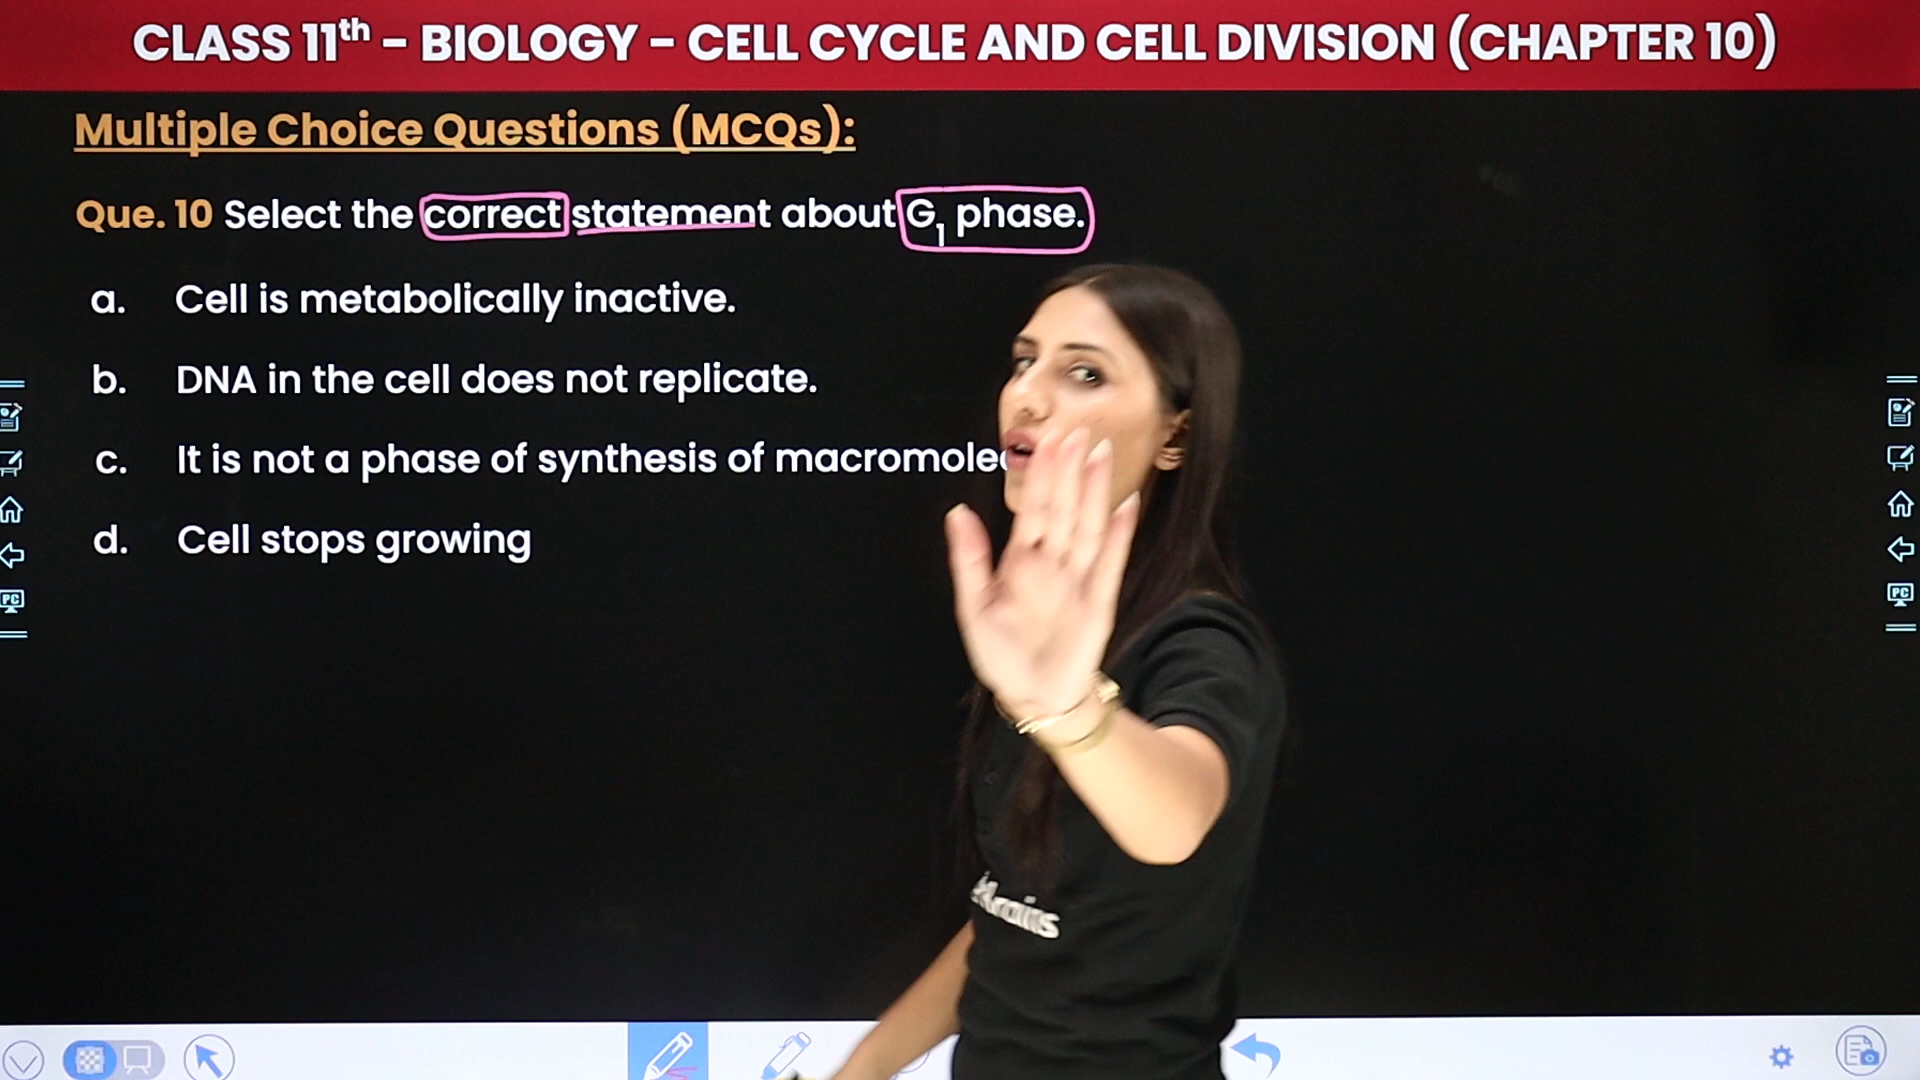 CLASS 11th – BIOLOGY – CELL CYCLE AND CELL DIVISION (CHAPTER 10)
Multiple Choice Questions (MCQs):
Que. 10 Select the correct statement about G1 phase.
a. Cell is metabolically inactive.
b. DNA in the cell does not replicate.
c. It is not a phase of synthesis of
d. Cell stops growing
PC
PC